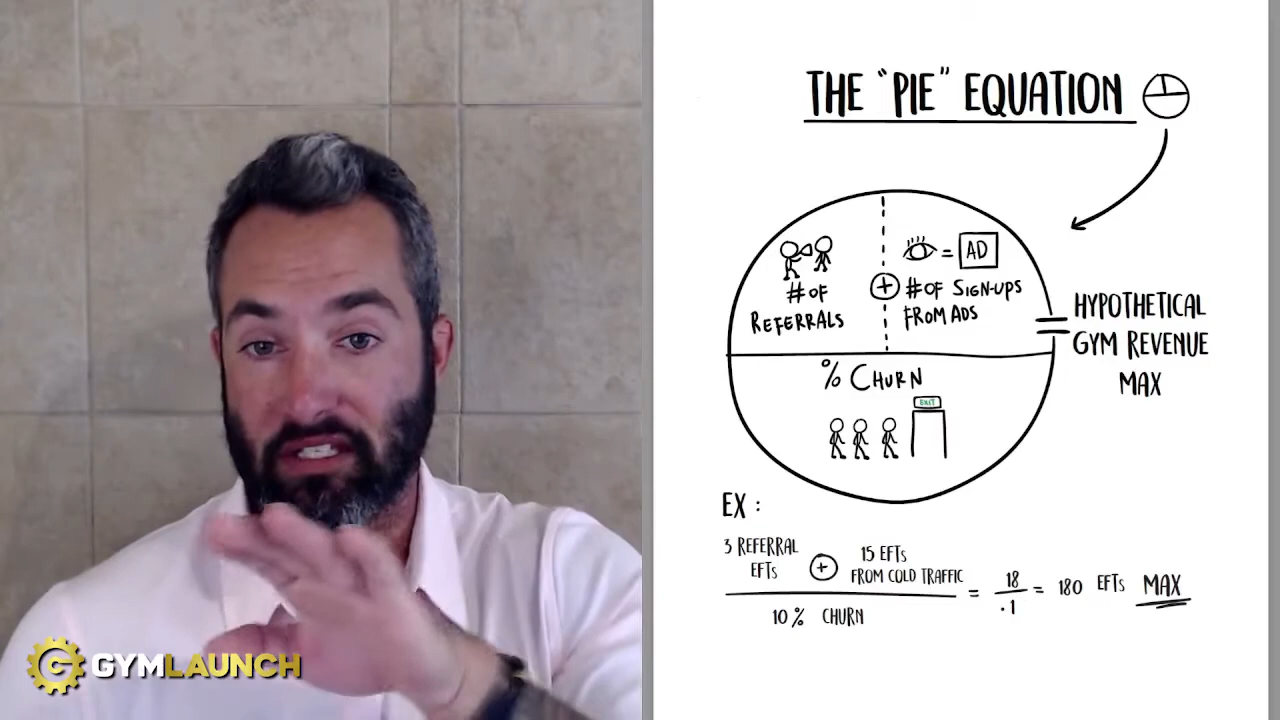 THE "PIE" EQUATION
# OF
REFERRALS
+
= AD
# OF SIGN-UPS
FROM ADS
% CHURN
EXIT
=
HYPOTHETICAL
GYM REVENUE
MAX
EX :
3 REFERRAL
EFTs
+
15 EFTs
FROM COLD TRAFFIC
10% CHURN
= 18 / .1 = 180 EFTs MAX
GYMLAUNCH